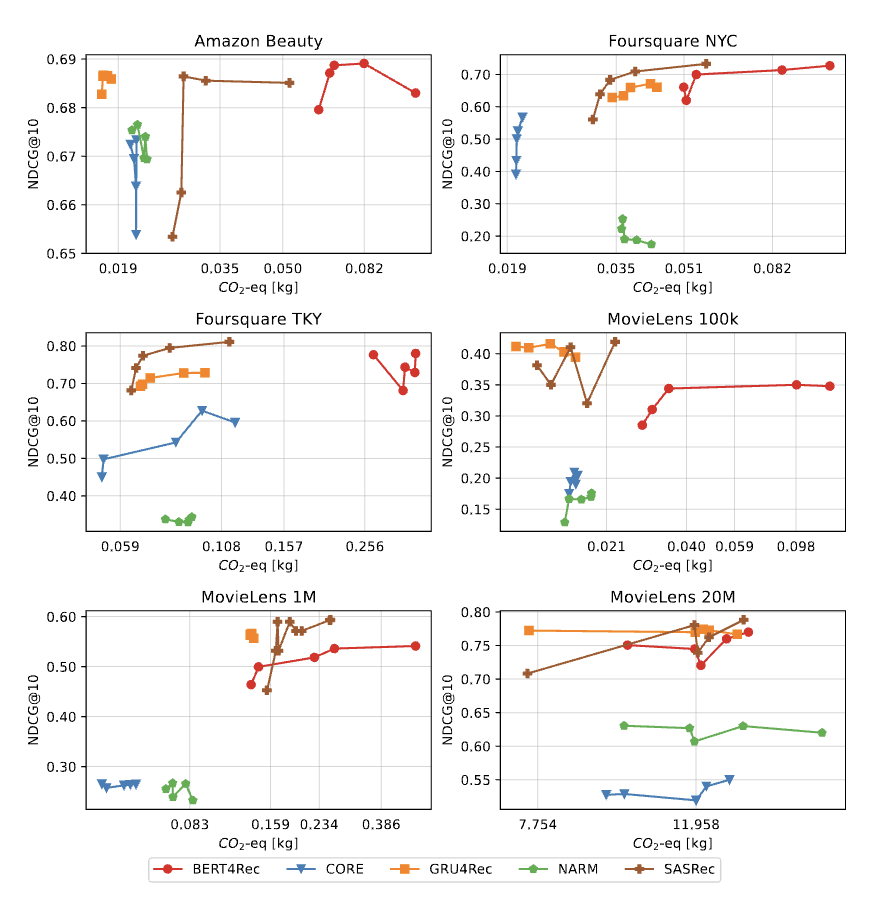 Amazon Beauty
NDCG@10
0.69
0.68
0.67
0.66
0.65
0.019 0.035 0.050 0.082
CO2-eq [kg]
Foursquare NYC
NDCG@10
0.70
0.60
0.50
0.40
0.30
0.20
0.019 0.035 0.051 0.082
CO2-eq [kg]
Foursquare TKY
NDCG@10
0.80
0.70
0.60
0.50
0.40
0.059 0.108 0.157 0.256
CO2-eq [kg]
MovieLens 100k
NDCG@10
0.40
0.35
0.30
0.25
0.20
0.15
0.021 0.040 0.059 0.098
CO2-eq [kg]
MovieLens 1M
NDCG@10
0.60
0.50
0.40
0.30
0.083 0.159 0.234 0.386
CO2-eq [kg]
MovieLens 20M
NDCG@10
0.80
0.75
0.70
0.65
0.60
0.55
7.754 11.958
CO2-eq [kg]
BERT4Rec CORE GRU4Rec NARM SASRec